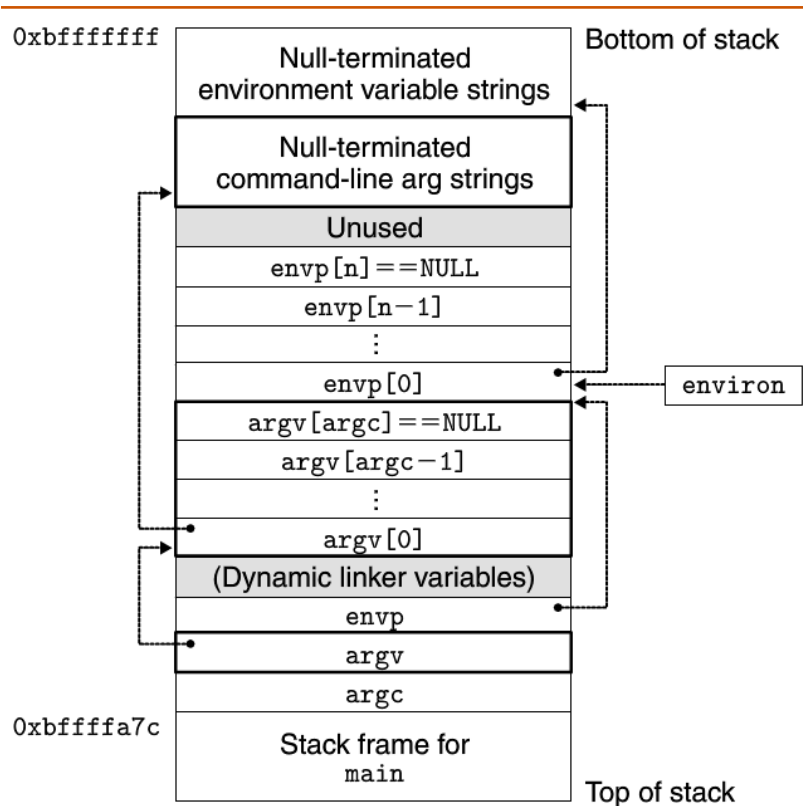 0xbfffffff
Bottom of stack
Null-terminated
environment variable strings
Null-terminated
command-line arg strings
Unused
envp[n]==NULL
envp[n-1]
⋮
envp[0]
environ
argv[argc]==NULL
argv[argc-1]
⋮
argv[0]
(Dynamic linker variables)
envp
argv
argc
0xbffffa7c
Stack frame for
main
Top of stack